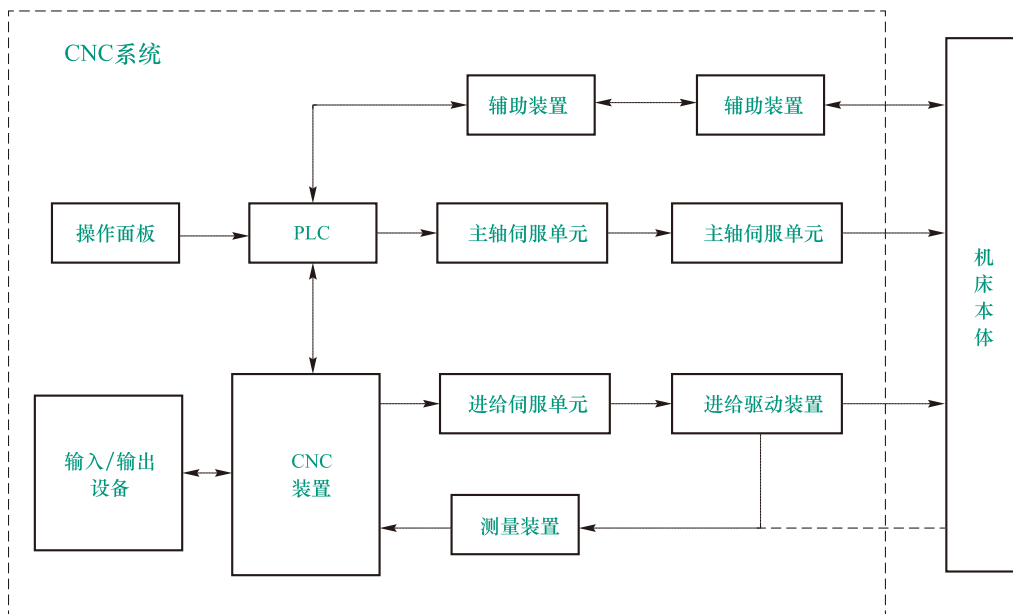 CNC系统
辅助装置
辅助装置
操作面板
PLC
主轴伺服单元
主轴伺服单元
机
床
本
体
进给伺服单元
进给驱动装置
输入/输出
设备
CNC
装置
测量装置